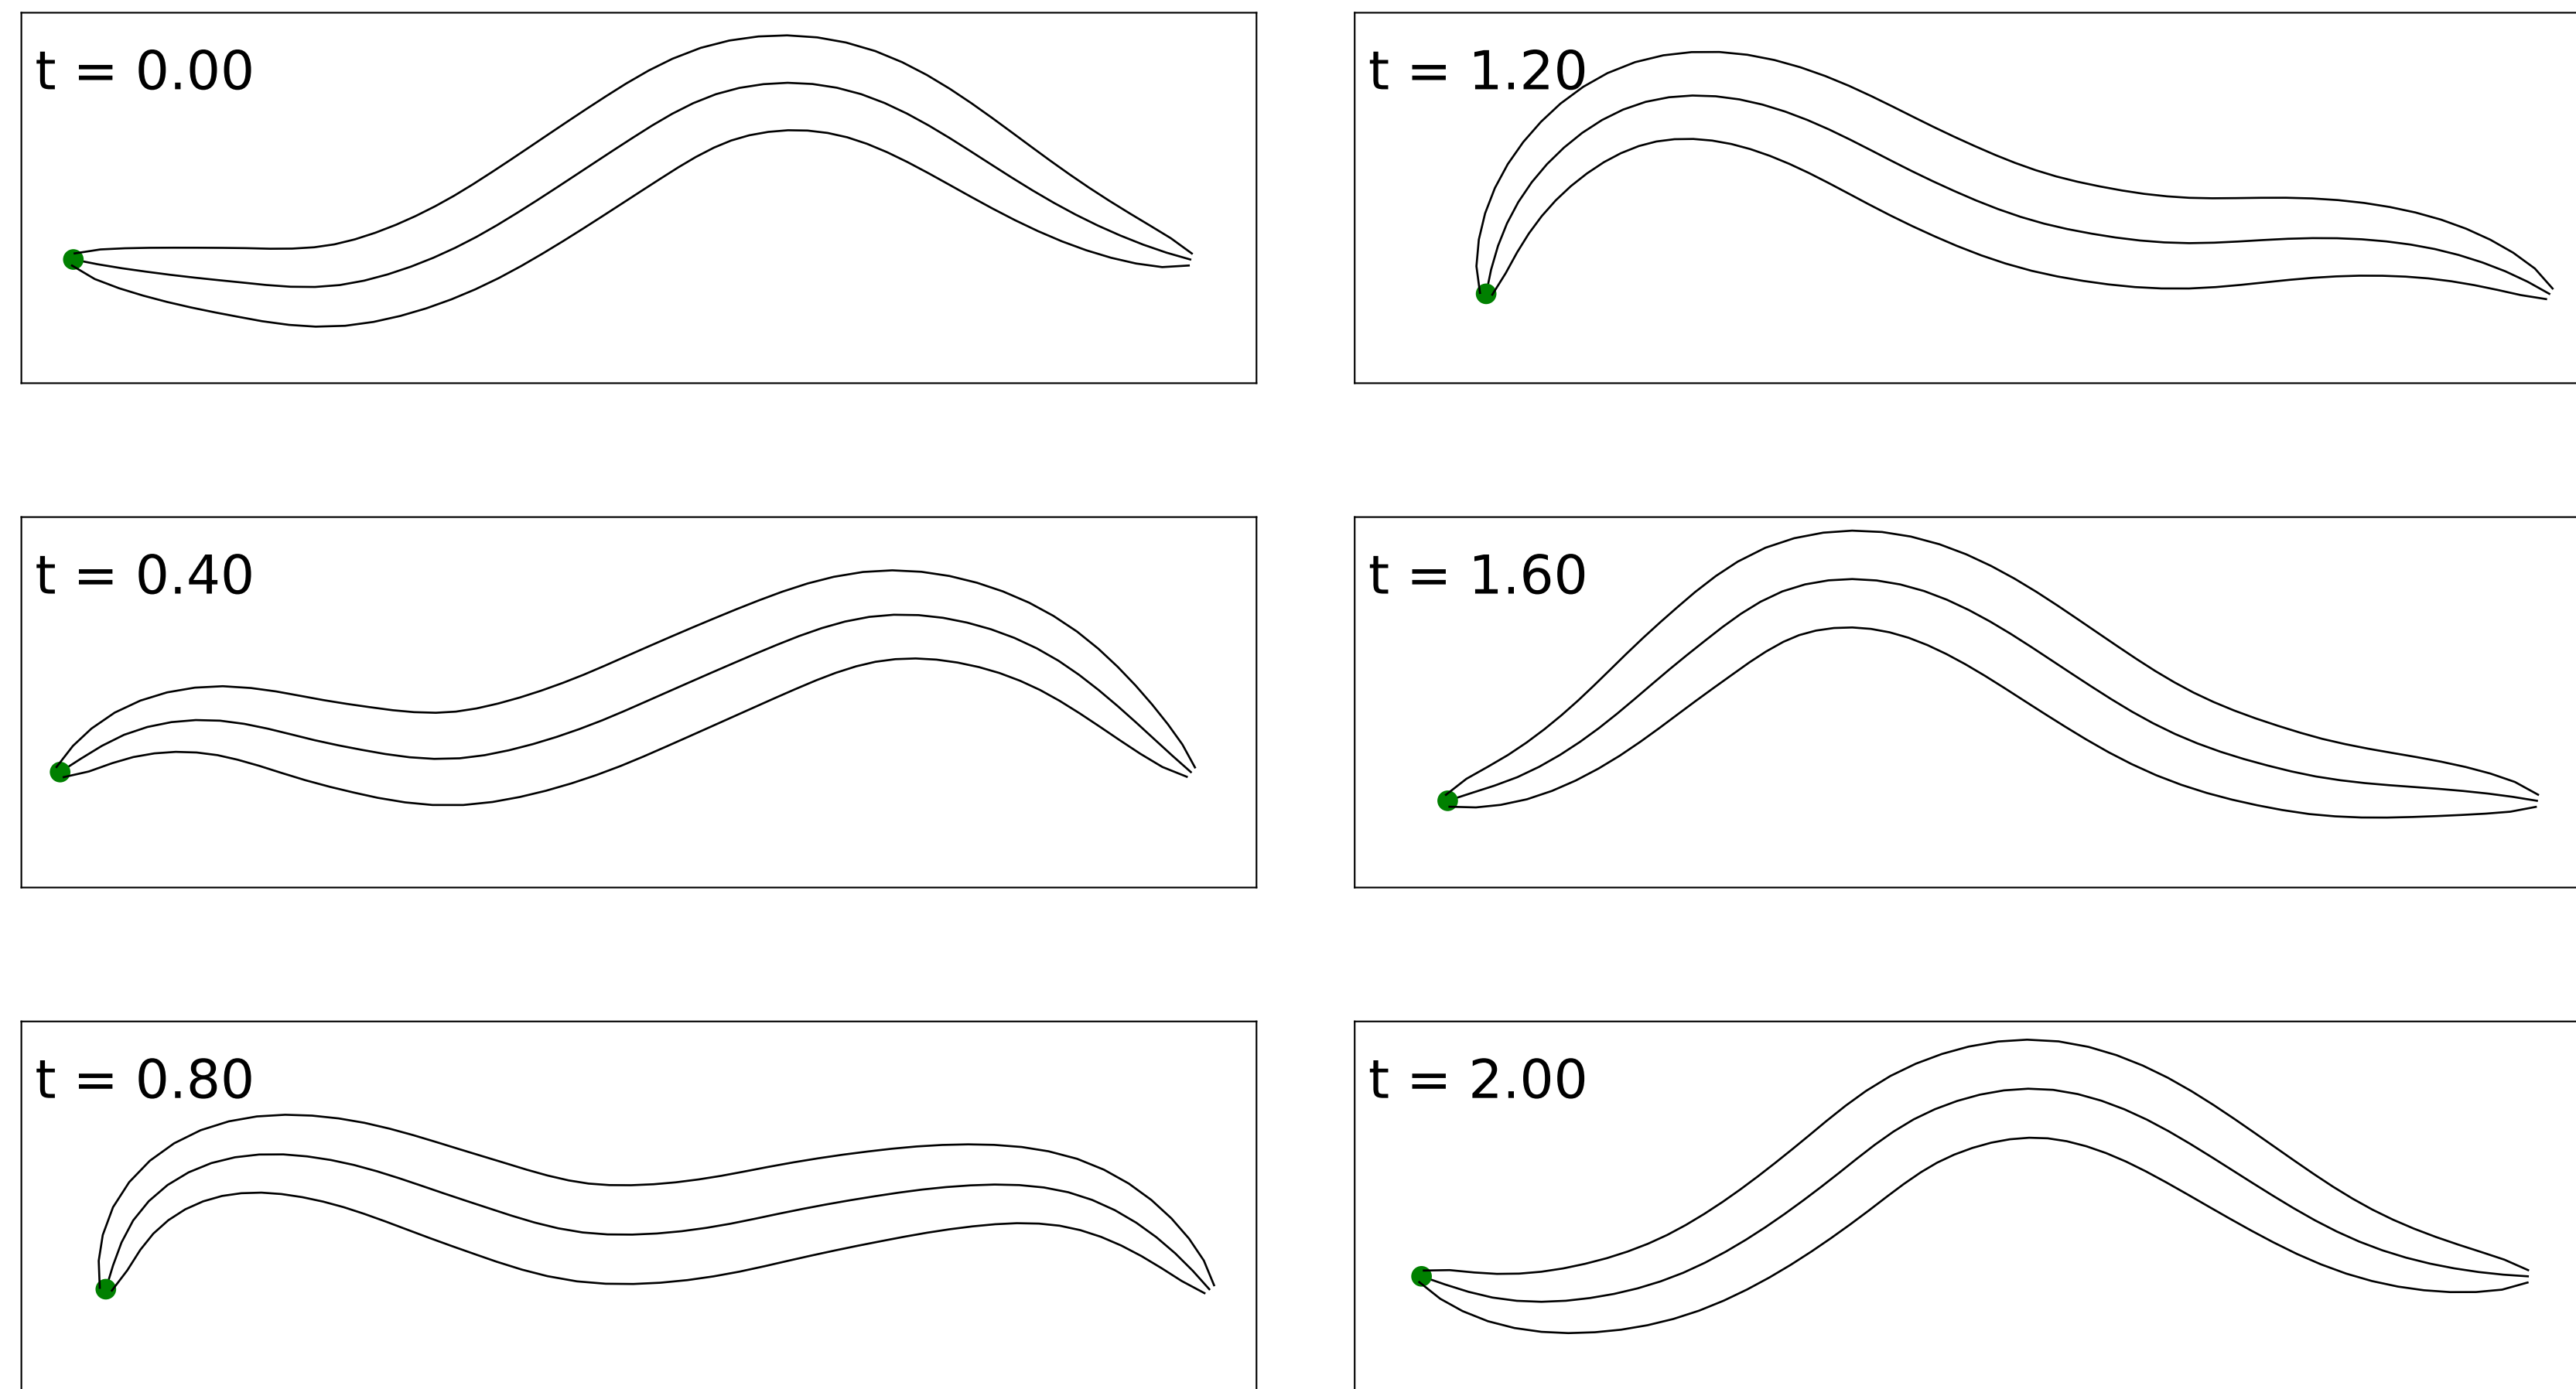 t = 0.00
t = 1.20
t = 0.40
t = 1.60
t = 0.80
t = 2.00